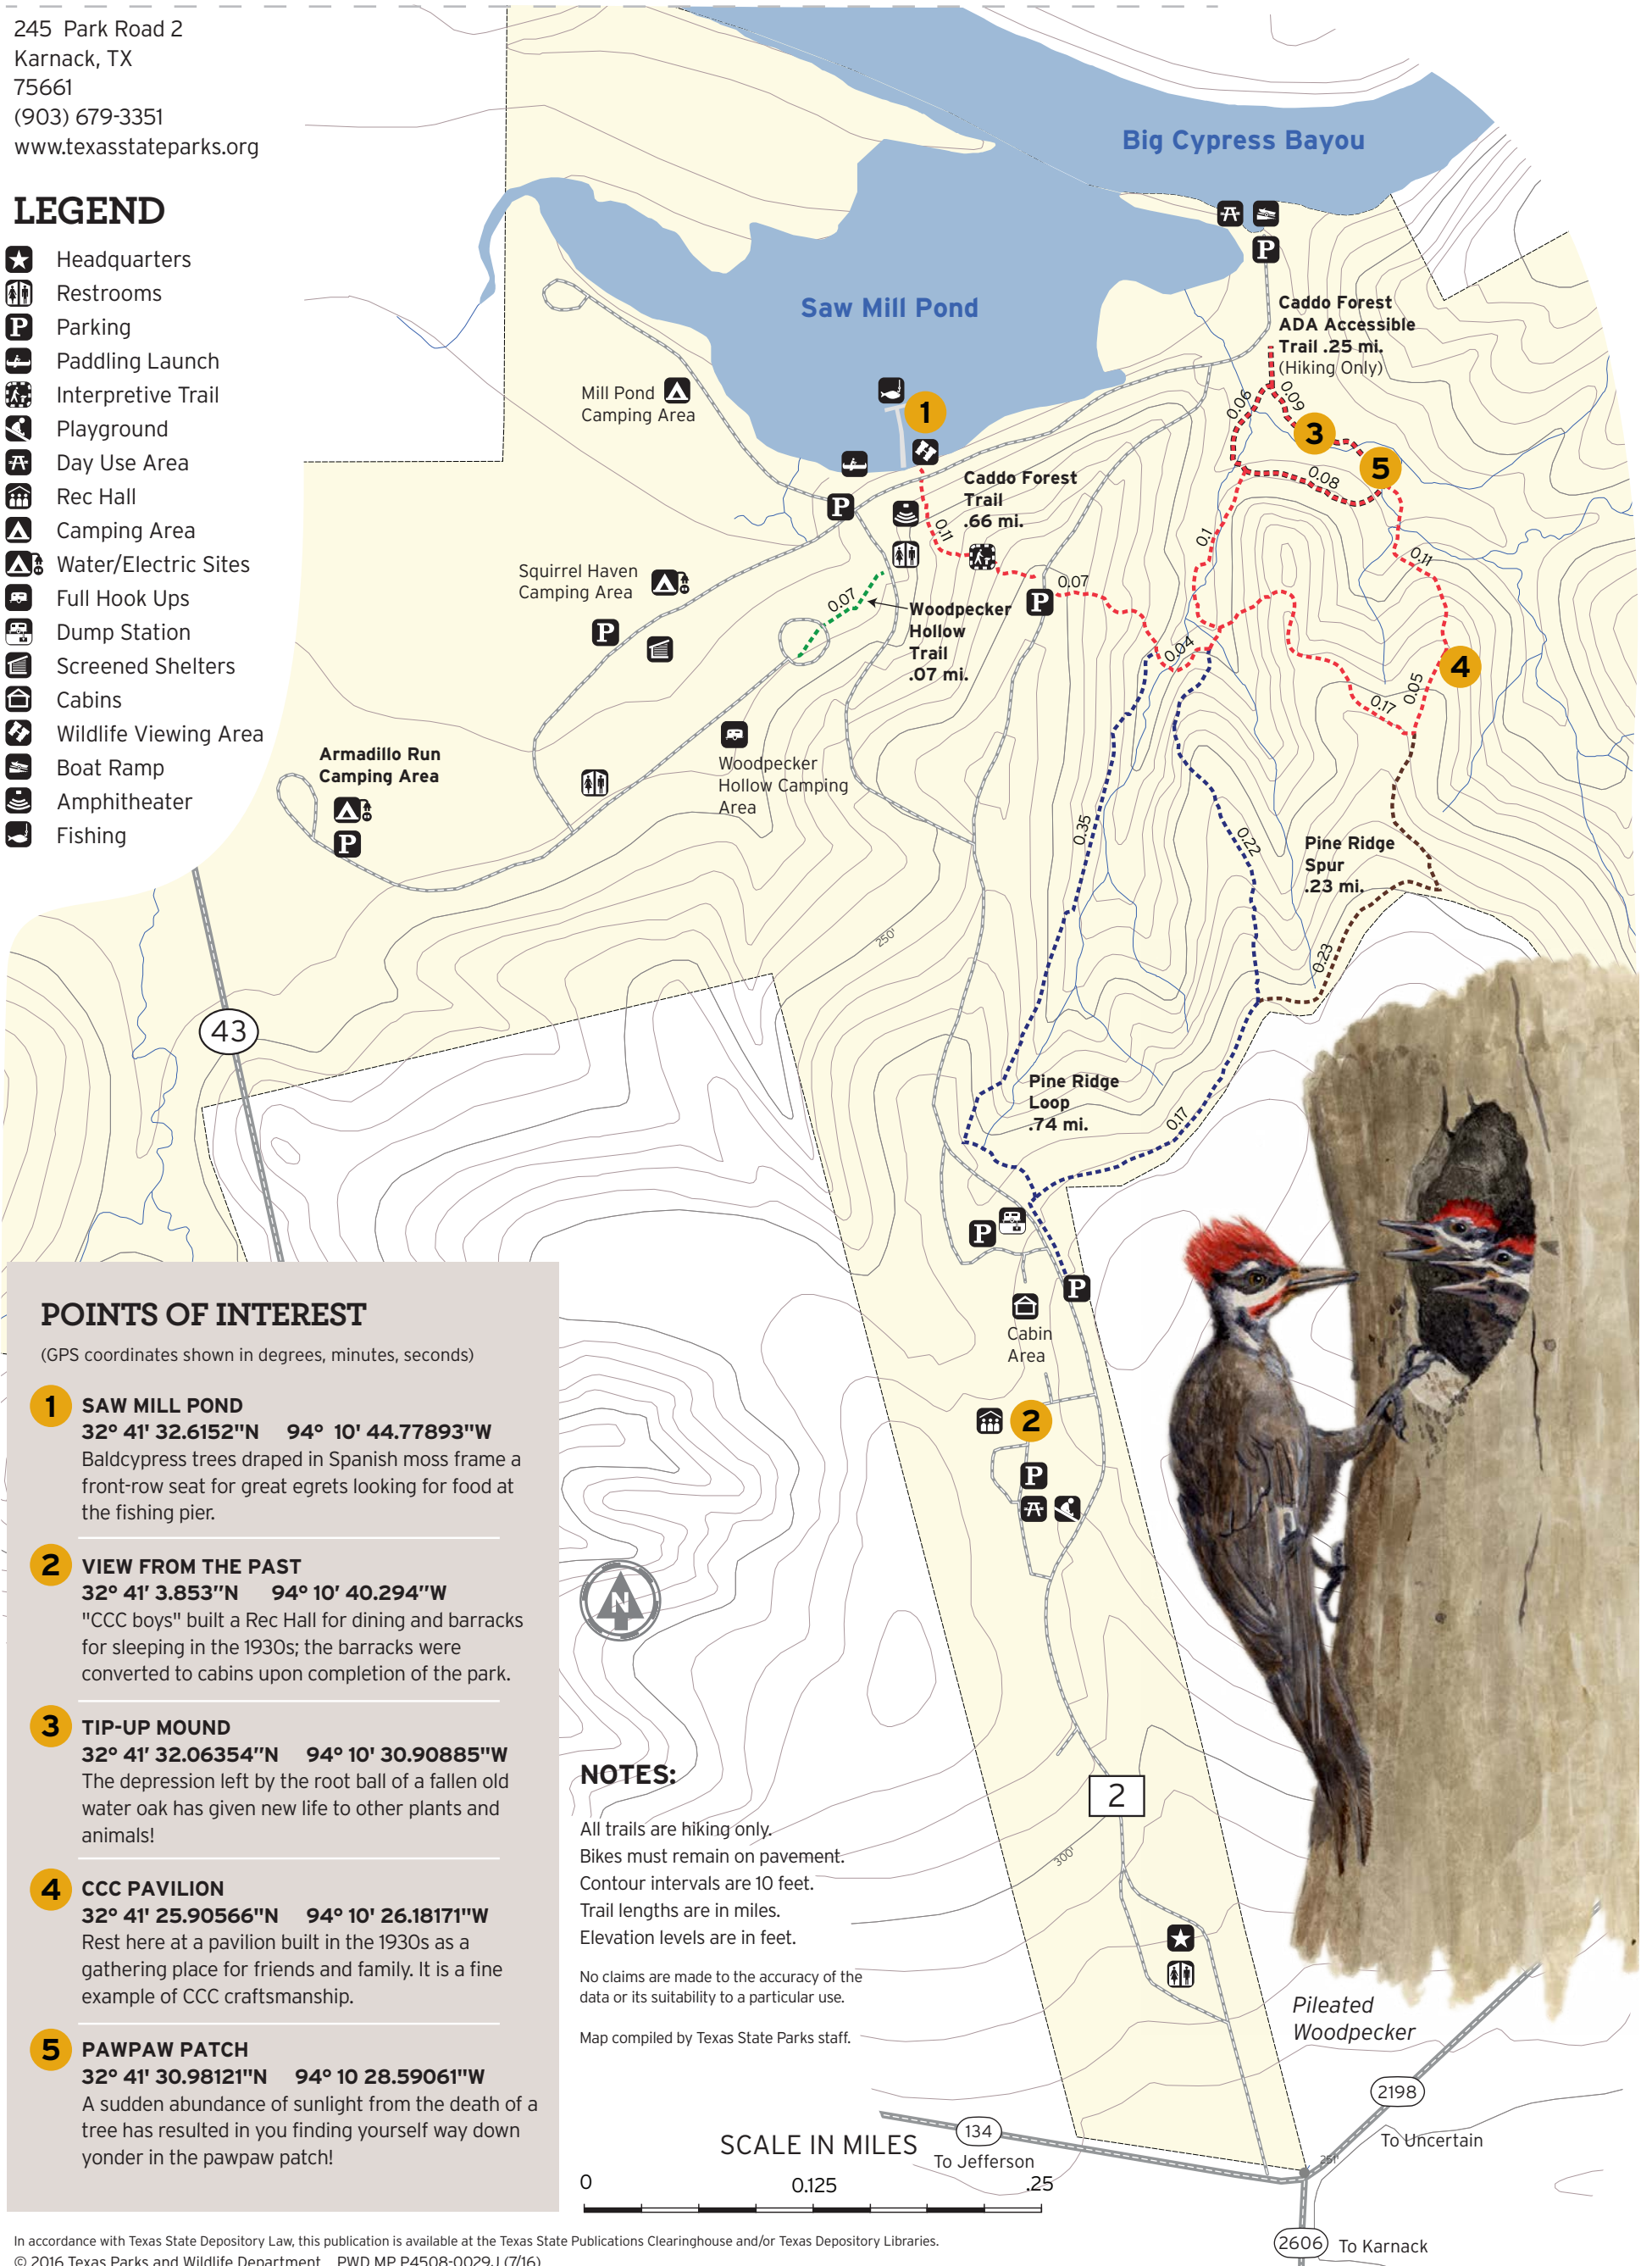 245 Park Road 2
Karnack, TX
75661
(903) 679-3351
www.texasstateparks.org
LEGEND
Headquarters
Restrooms
P Parking
Paddling Launch
Interpretive Trail
Playground
Day Use Area
Rec Hall
Camping Area
Water/Electric Sites
Full Hook Ups
Dump Station
Screened Shelters
Cabins
Wildlife Viewing Area
Boat Ramp
Amphitheater
Fishing
Big Cypress Bayou
Saw Mill Pond
P
Caddo Forest
ADA Accessible
Trail .25 mi.
(Hiking Only)
Mill Pond
Camping Area
1
0.06
0.09
3
5
0.08
Caddo Forest
Trail
.66 mi.
P
0.11
0.1
0.11
Squirrel Haven
Camping Area
P
0.07
Woodpecker
Hollow
Trail
.07 mi.
P
0.07
0.04
4
0.05
0.17
Armadillo Run
Camping Area
P
Woodpecker
Hollow Camping
Area
0.35
0.22
Pine Ridge
Spur
.23 mi.
250'
0.23
43
Pine Ridge
Loop
.74 mi.
0.17
P
P
Cabin
Area
2
P
POINTS OF INTEREST
(GPS coordinates shown in degrees, minutes, seconds)
1 SAW MILL POND
32° 41' 32.6152"N 94° 10' 44.77893"W
Baldcypress trees draped in Spanish moss frame a
front-row seat for great egrets looking for food at
the fishing pier.
2 VIEW FROM THE PAST
32° 41′ 3.853″N 94° 10′ 40.294″W
"CCC boys" built a Rec Hall for dining and barracks
for sleeping in the 1930s; the barracks were
converted to cabins upon completion of the park.
3 TIP-UP MOUND
32° 41′ 32.06354″N 94° 10' 30.90885"W
The depression left by the root ball of a fallen old
water oak has given new life to other plants and
animals!
4 CCC PAVILION
32° 41' 25.90566"N 94° 10' 26.18171"W
Rest here at a pavilion built in the 1930s as a
gathering place for friends and family. It is a fine
example of CCC craftsmanship.
5 PAWPAW PATCH
32° 41' 30.98121"N 94° 10 28.59061"W
A sudden abundance of sunlight from the death of a
tree has resulted in you finding yourself way down
yonder in the pawpaw patch!
N
NOTES:
All trails are hiking only.
Bikes must remain on pavement.
Contour intervals are 10 feet.
Trail lengths are in miles.
Elevation levels are in feet.
No claims are made to the accuracy of the
data or its suitability to a particular use.
Map compiled by Texas State Parks staff.
2
300'
Pileated
Woodpecker
2198
To Uncertain
134
To Jefferson
251'
SCALE IN MILES
0 0.125 .25
2606 To Karnack
In accordance with Texas State Depository Law, this publication is available at the Texas State Publications Clearinghouse and/or Texas Depository Libraries.
© 2016 Texas Parks and Wildlife Department PWD MP P4508-0029J (7/16)